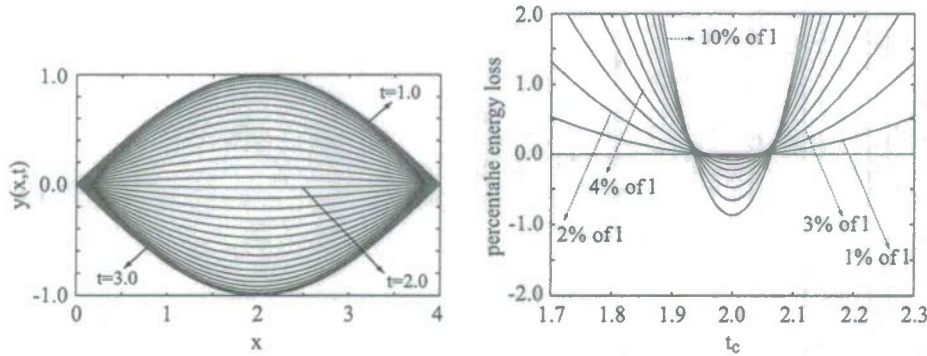 y(x,t)
1.0
0.0
-1.0
t=1.0
t=2.0
t=3.0
0
1
2
3
4
x
percentahe energy loss
2.0
1.0
0.0
-1.0
-2.0
10% of l
4% of l
2% of l
3% of l
1% of l
1.7
1.8
1.9
2.0
2.1
2.2
2.3
t_c